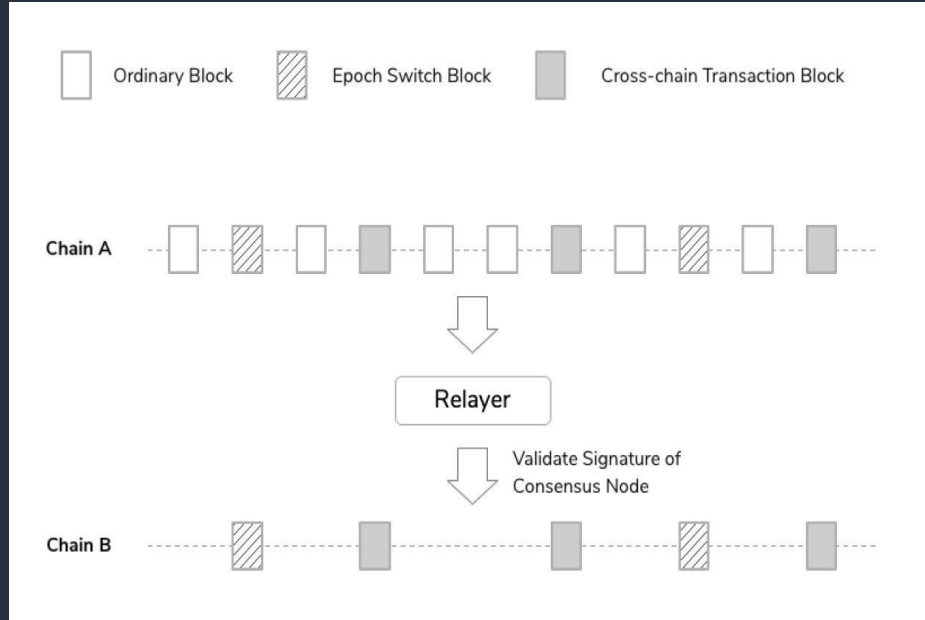 Ordinary Block
Epoch Switch Block
Cross-chain Transaction Block
Chain A
Relayer
Validate Signature of
Consensus Node
Chain B